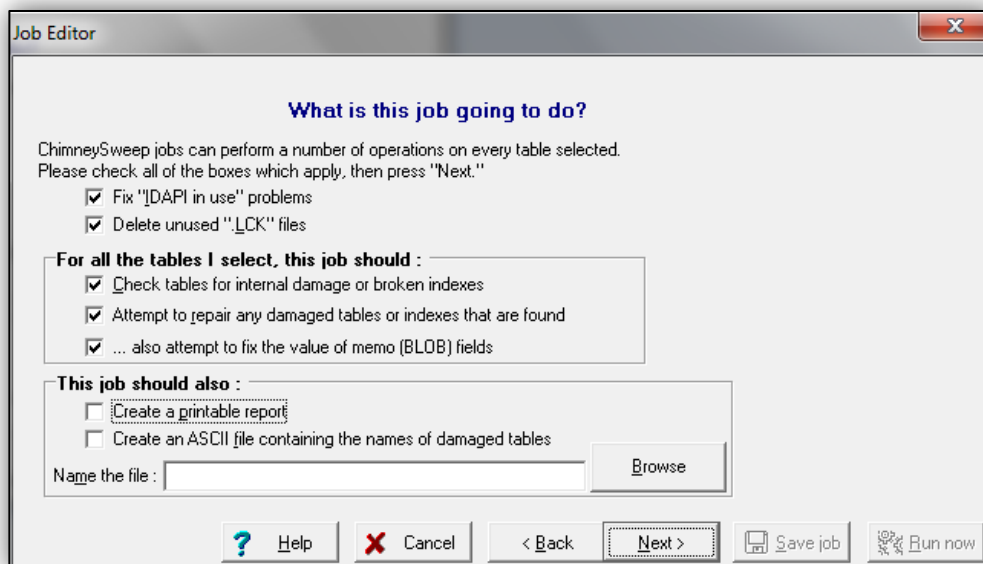 Job Editor
What is this job going to do?
ChimneySweep jobs can perform a number of operations on every table selected.
Please check all of the boxes which apply, then press "Next."
Fix "IDAPI in use" problems
Delete unused ".LCK" files
For all the tables I select, this job should :
Check tables for internal damage or broken indexes
Attempt to repair any damaged tables or indexes that are found
... also attempt to fix the value of memo (BLOB) fields
This job should also :
Create a printable report
Create an ASCII file containing the names of damaged tables
Name the file :
Browse
? Help
Cancel
< Back
Next >
Save job
Run now